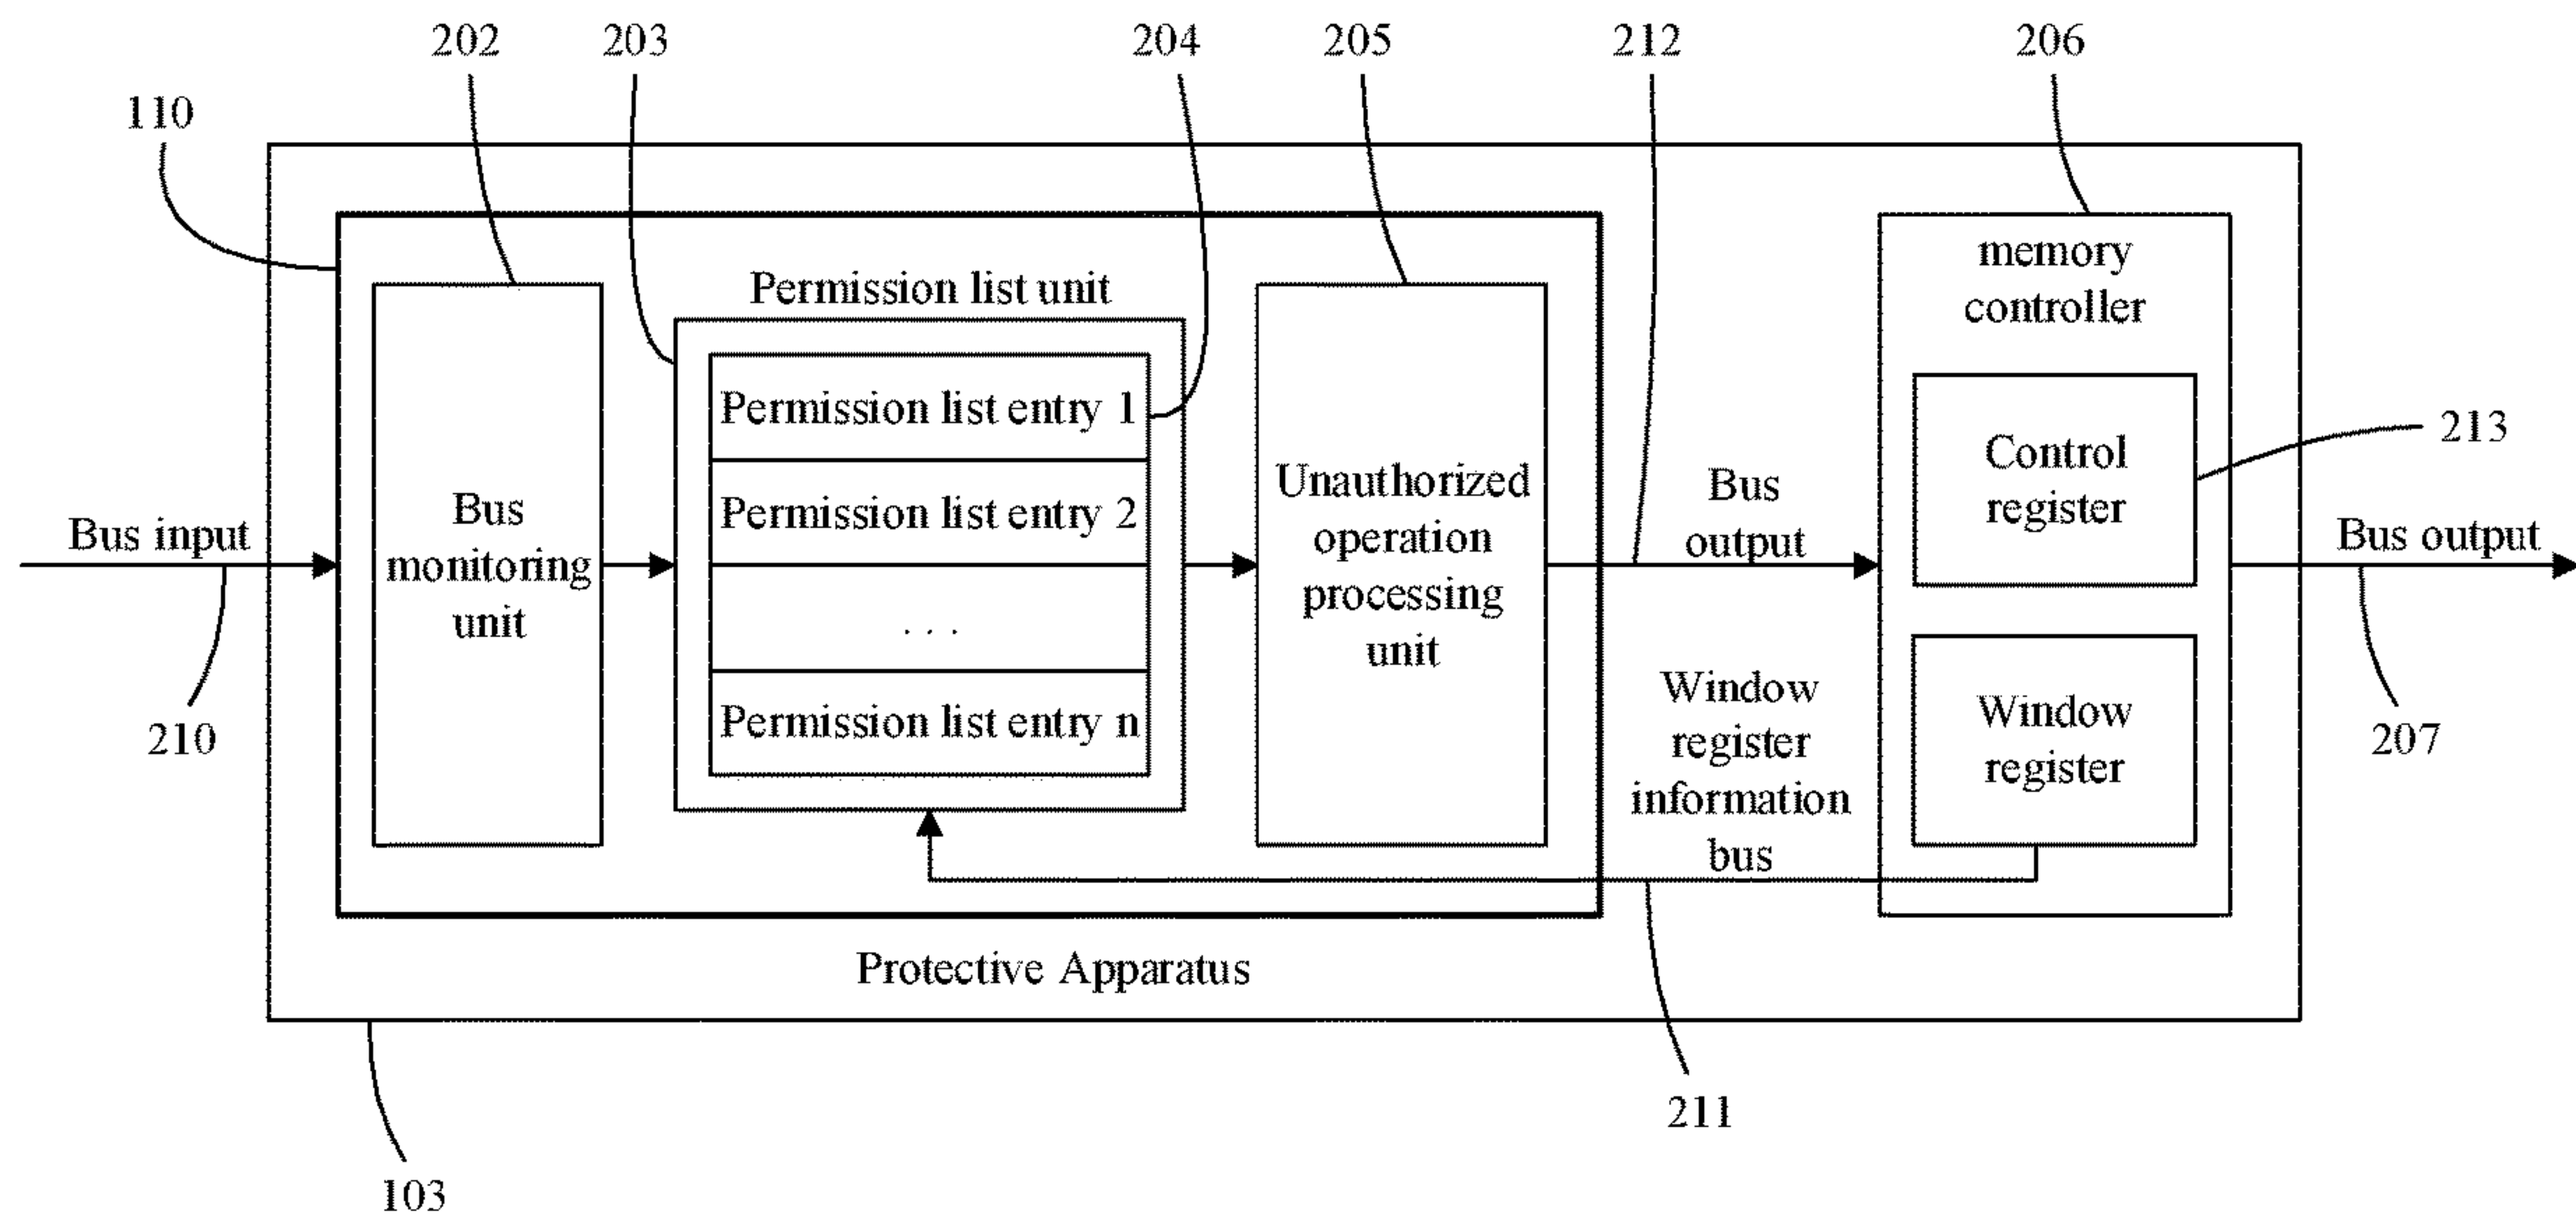 202
203
204
205
212
206
110
memory
controller
Permission list unit
Permission list entry 1
Permission list entry 2
. . .
Permission list entry n
Control
register
213
Bus input
Bus
monitoring
unit
Unauthorized
operation
processing
unit
Bus
output
Bus output
Window
register
information
bus
Window
register
210
207
Protective Apparatus
211
103